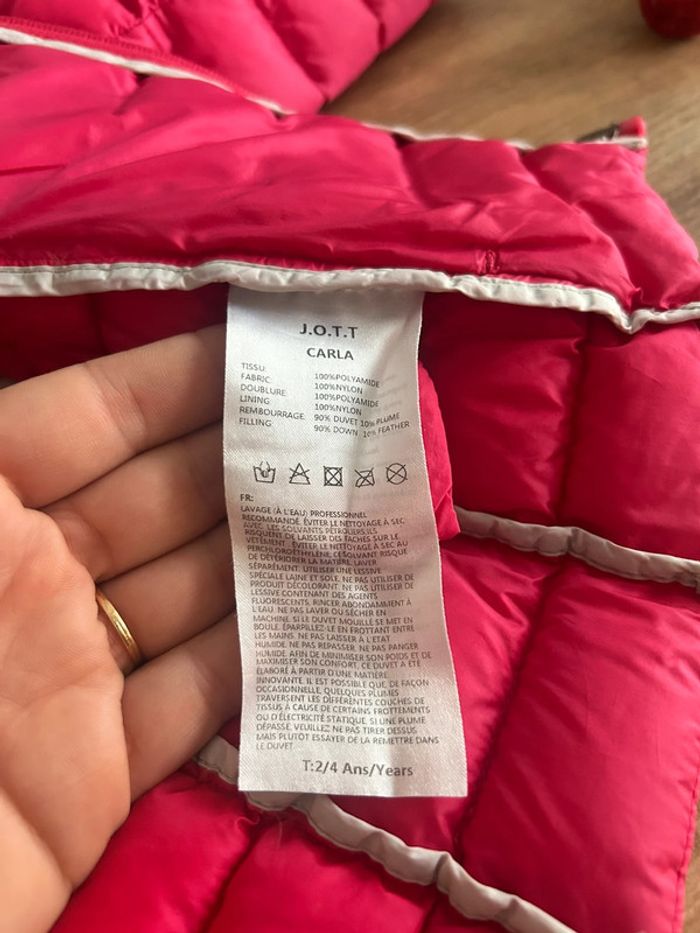 J.O.T.T
CARLA
TISSU:
FABRIC: 100%POLYAMIDE
100%NYLON
DOUBLURE 100%POLYAMIDE
LINING: 100%NYLON
REMBOURRAGE: 90% DUVET 10% PLUME
FILLING: 90% DOWN 10% FEATHER
FR:
LAVAGE (À L'EAU) PROFESSIONNEL
RECOMMANDÉ. ÉVITER LE NETTOYAGE À SEC
AVEC LES SOLVANTS PÉTROLIERS,ILS
RISQUENT DE LAISSER DES TÂCHES SUR LE
VÊTEMENT. ÉVITER LE NETTOYAGE À SEC AU
PERCHLOROÉTHYLÈNE, CE SOLVANT RISQUE
DE DÉTÉRIORER LA MATIÈRE. LAVER
SÉPARÉMENT. UTILISER UNE LESSIVE
SPÉCIALE LAINE ET SOIE. NE PAS UTILISER DE
PRODUIT DÉCOLORANT. NE PAS UTILISER DE
LESSIVE CONTENANT DES AGENTS
FLUORESCENTS. RINCER ABONDAMMENT À
L'EAU. NE PAS LAVER OU SÉCHER EN
MACHINE. SI LE DUVET MOUILLÉ SE MET EN
BOULE, ÉPARPILLEZ-LE EN FROTTANT ENTRE
LES MAINS. NE PAS LAISSER À L'ETAT
HUMIDE. NE PAS REPASSER, NE PAS PANGER
HUMIDE. AFIN DE MINIMISER SON POIDS ET DE
MAXIMISER SON CONFORT, CE DUVET A ETÉ
ÉLABORÉ À PARTIR D'UNE MATIÈRE
INNOVANTE. IL EST POSSIBLE QUE, DE FAÇON
OCCASIONNELLE, QUELQUES PLUMES
TRAVERSENT LES DIFFÉRENTES COUCHES DE
TISSUS À CAUSE DE CERTAINS FROTTEMENTS
OU D'ÉLECTRICITÉ STATIQUE. SI UNE PLUME
DÉPASSE, VEUILLEZ NE PAS TIRER DESSUS
MAIS PLUTÔT ESSAYER DE LA REMETTRE DANS
LE DUVET.
T:2/4 Ans/Years